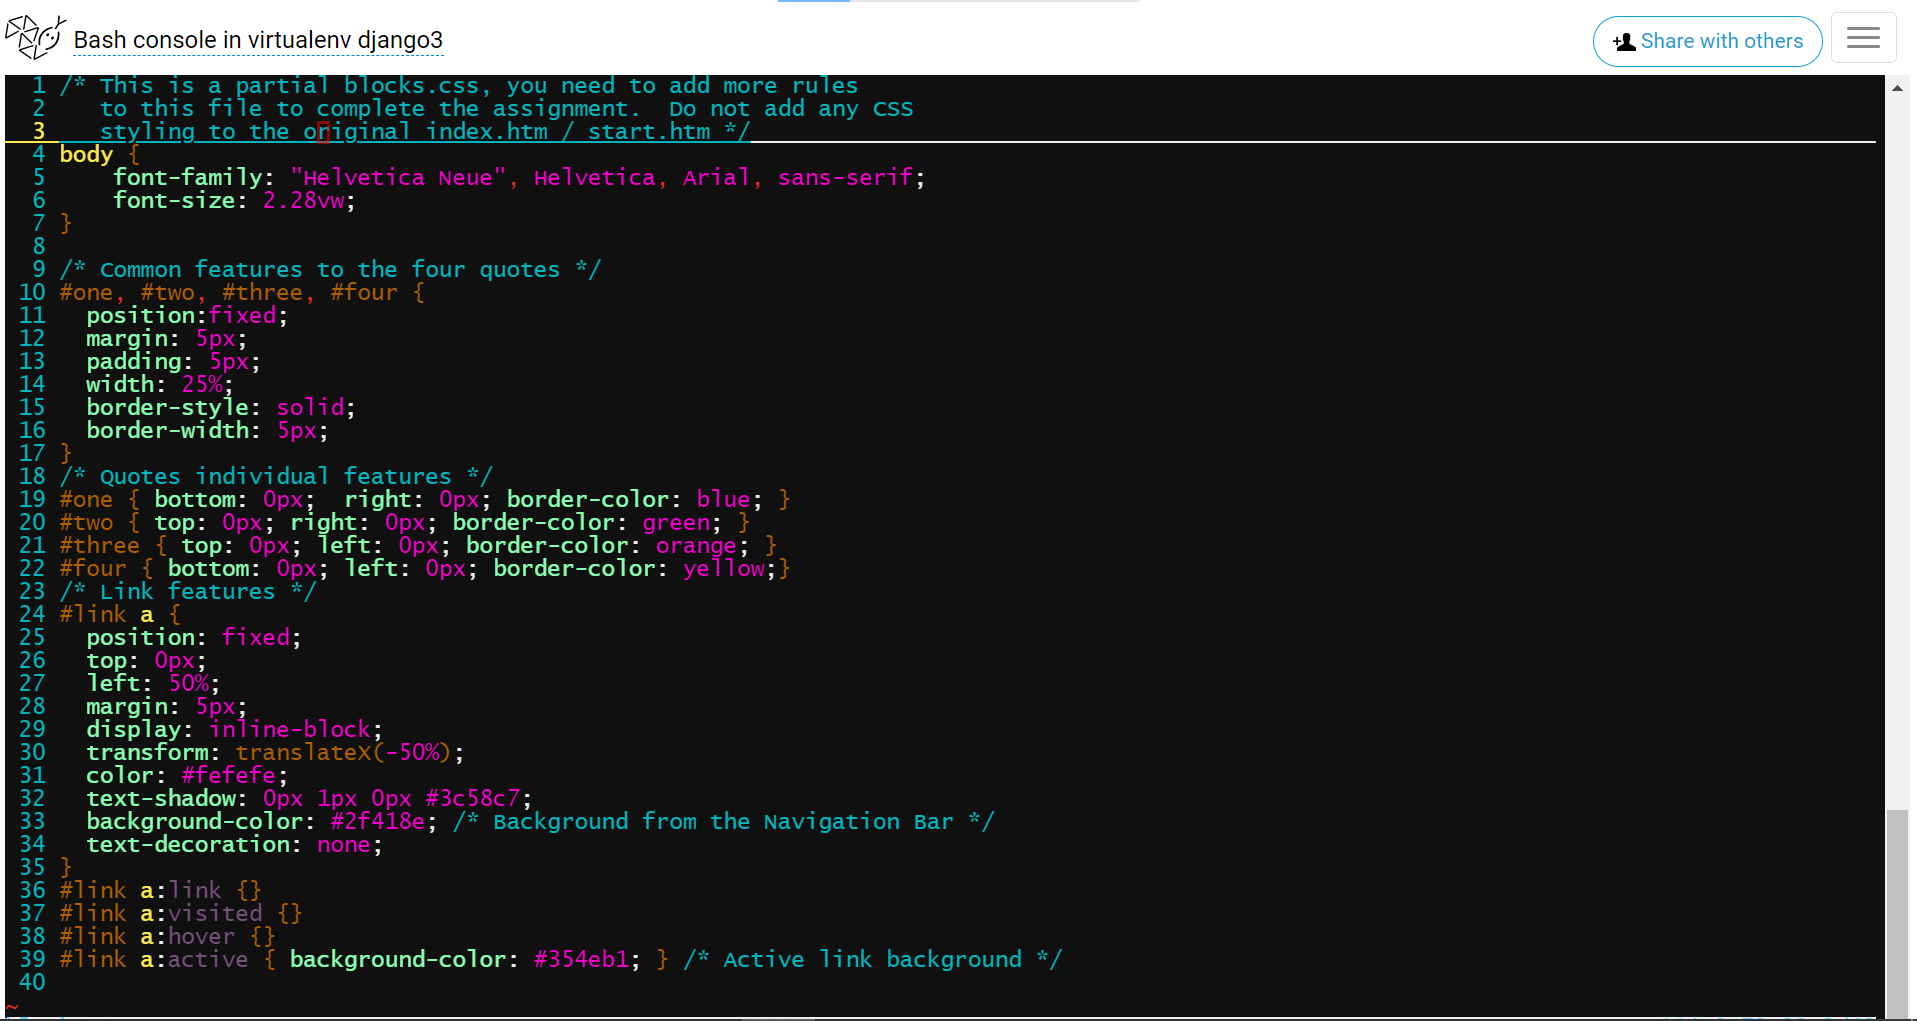 Bash console in virtualenv django3
Share with others
1 /* This is a partial blocks.css, you need to add more rules
2    to this file to complete the assignment.  Do not add any CSS
3    styling to the original index.htm / start.htm */
4 body {
5     font-family: "Helvetica Neue", Helvetica, Arial, sans-serif;
6     font-size: 2.28vw;
7 }
8
9 /* Common features to the four quotes */
10 #one, #two, #three, #four {
11   position:fixed;
12   margin: 5px;
13   padding: 5px;
14   width: 25%;
15   border-style: solid;
16   border-width: 5px;
17 }
18 /* Quotes individual features */
19 #one { bottom: 0px;  right: 0px; border-color: blue; }
20 #two { top: 0px; right: 0px; border-color: green; }
21 #three { top: 0px; left: 0px; border-color: orange; }
22 #four { bottom: 0px; left: 0px; border-color: yellow;}
23 /* Link features */
24 #link a {
25   position: fixed;
26   top: 0px;
27   left: 50%;
28   margin: 5px;
29   display: inline-block;
30   transform: translateX(-50%);
31   color: #fefefe;
32   text-shadow: 0px 1px 0px #3c58c7;
33   background-color: #2f418e; /* Background from the Navigation Bar */
34   text-decoration: none;
35 }
36 #link a:link {}
37 #link a:visited {}
38 #link a:hover {}
39 #link a:active { background-color: #354eb1; } /* Active link background */
40
~